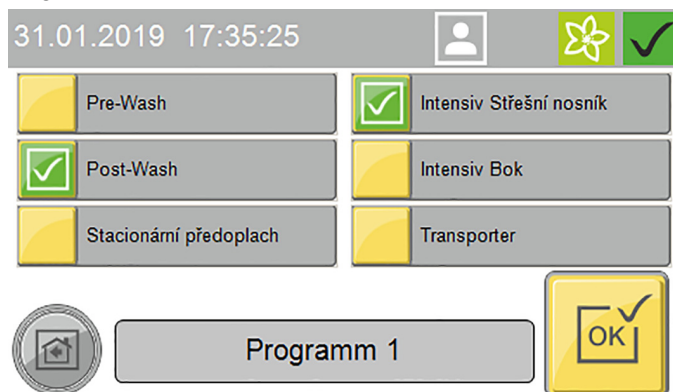 31.01.2019 17:35:25
Pre-Wash
Intensiv Střešní nosník
Post-Wash
Intensiv Bok
Stacionární předoplach
Transporter
Programm 1
OK